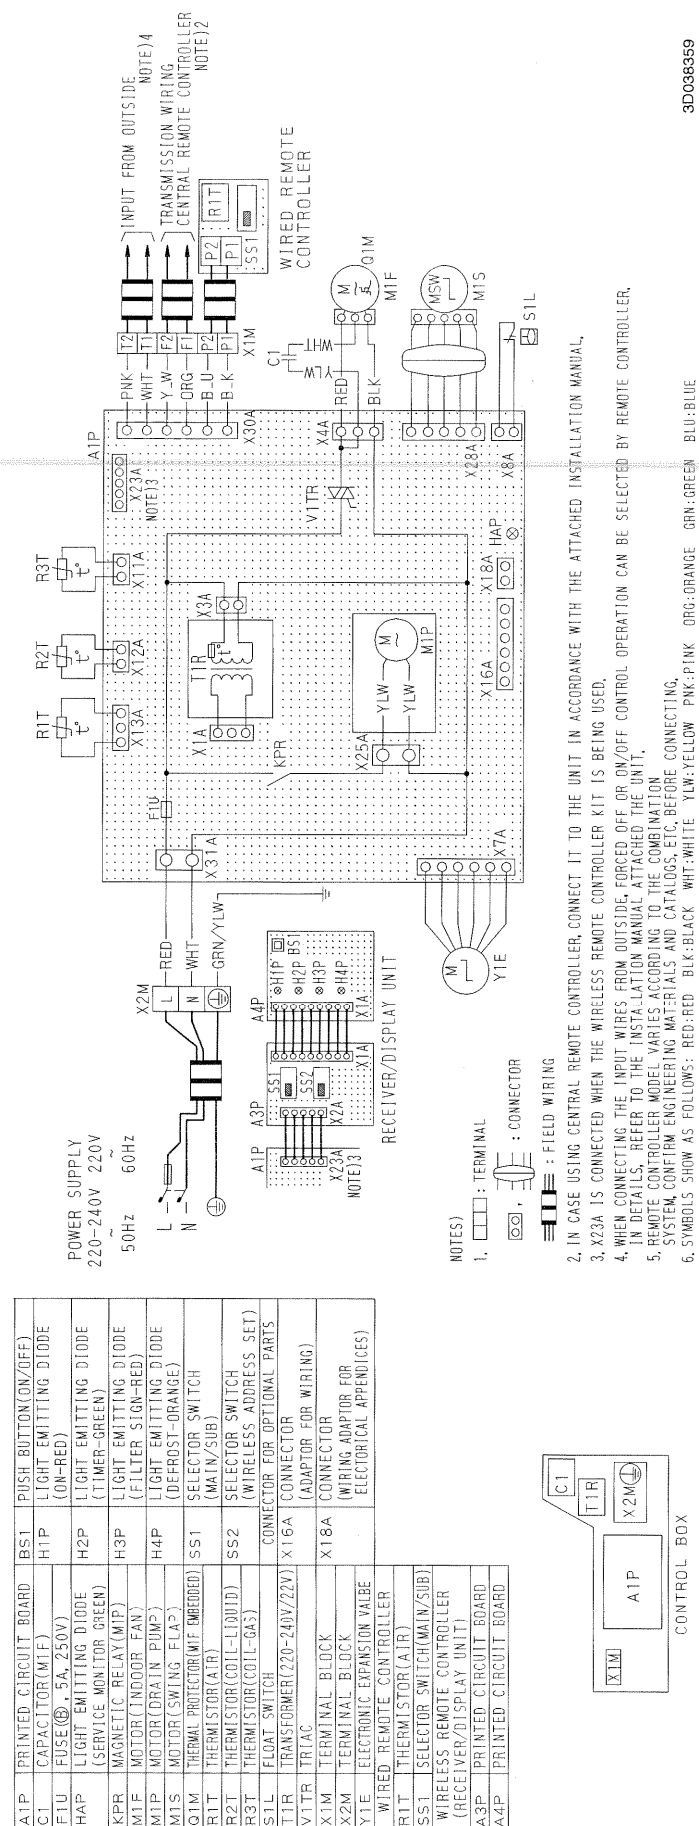 A1P PRINTED CIRCUIT BOARD
C1 CAPACITOR(M1F)
F1U FUSE(Ⓑ, 5A, 250V)
HAP LIGHT EMITTING DIODE
(SERVICE MONITOR GREEN)
KPR MAGNETIC RELAY(M1P)
M1F MOTOR(INDOOR FAN)
M1P MOTOR(DRAIN PUMP)
M1S MOTOR(SWING FLAP)
Q1M THERMAL PROTECTOR(M1F EMBEDDED)
R1T THERMISTOR(AIR)
R2T THERMISTOR(COIL-LIQUID)
R3T THERMISTOR(COIL-GAS)
S1L FLOAT SWITCH
T1R TRANSFORMER(220-240V/22V)
V1TR TRIAC
X1M TERMINAL BLOCK
X2M TERMINAL BLOCK
Y1E ELECTRONIC EXPANSION VALBE
WIRED REMOTE CONTROLLER
R1T THERMISTOR(AIR)
SS1 SELECTOR SWITCH(MAIN/SUB)
WIRELESS REMOTE CONTROLLER
(RECEIVER/DISPLAY UNIT)
A3P PRINTED CIRCUIT BOARD
A4P PRINTED CIRCUIT BOARD
BS1 PUSH BUTTON(ON/OFF)
H1P LIGHT EMITTING DIODE
(ON-RED)
H2P LIGHT EMITTING DIODE
(TIMER-GREEN)
H3P LIGHT EMITTING DIODE
(FILTER SIGN-RED)
H4P LIGHT EMITTING DIODE
(DEFROST-ORANGE)
SS1 SELECTOR SWITCH
(MAIN/SUB)
SS2 SELECTOR SWITCH
(WIRELESS ADDRESS SET)
CONNECTOR FOR OPTIONAL PARTS
X16A CONNECTOR
(ADAPTOR FOR WIRING)
X18A CONNECTOR
(WIRING ADAPTOR FOR
ELECTORICAL APPENDICES)
C1
T1R
X2M
A1P
X1M
CONTROL BOX
POWER SUPPLY
220-240V 220V
~ ~
50Hz 60Hz
L
N
X2M
L
N
RED
WHT
GRN/YLW
X31A
F1U
R1T
t°
X13A
R2T
t°
X12A
R3T
t°
X11A
A1P
X23A
NOTE)3
X1A
T1R
t°
X3A
KPR
X25A
YLW
YLW
M
~
M1P
V1TR
X16A
X18A
HAP
X7A
M
Y1E
X30A
PNK
WHT
Y_W
ORG
B_U
B_K
T2
T1
F2
F1
P2
P1
X1M
INPUT FROM OUTSIDE
NOTE)4
TRANSMISSION WIRING
CENTRAL REMOTE CONTROLLER
NOTE)2
P2
P1
R1T
SS1
WIRED REMOTE
CONTROLLER
X4A
RED
YLW
WHT
BLK
C1
M
~
Q1M
M1F
X28A
MSW
M1S
X8A
S1L
A1P
X23A
NOTE)3
A3P
X2A
SS1
SS2
X1A
A4P
X1A
H1P
H2P
H3P
H4P
BS1
RECEIVER/DISPLAY UNIT
NOTES)
1. : TERMINAL
, : CONNECTOR
: FIELD WIRING
2. IN CASE USING CENTRAL REMOTE CONTROLLER, CONNECT IT TO THE UNIT IN ACCORDANCE WITH THE ATTACHED INSTALLATION MANUAL.
3. X23A IS CONNECTED WHEN THE WIRELESS REMOTE CONTROLLER KIT IS BEING USED.
4. WHEN CONNECTING THE INPUT WIRES FROM OUTSIDE, FORCED OFF OR ON/OFF CONTROL OPERATION CAN BE SELECTED BY REMOTE CONTROLLER.
IN DETAILS, REFER TO THE INSTALLATION MANUAL ATTACHED THE UNIT.
5. REMOTE CONTROLLER MODEL VARIES ACCORDING TO THE COMBINATION
SYSTEM, CONFIRM ENGINEERING MATERIALS AND CATALOGS, ETC. BEFORE CONNECTING.
6. SYMBOLS SHOW AS FOLLOWS: RED:RED BLK:BLACK WHT:WHITE YLW:YELLOW PNK:PINK ORG:ORANGE GRN:GREEN BLU:BLUE
3D038359